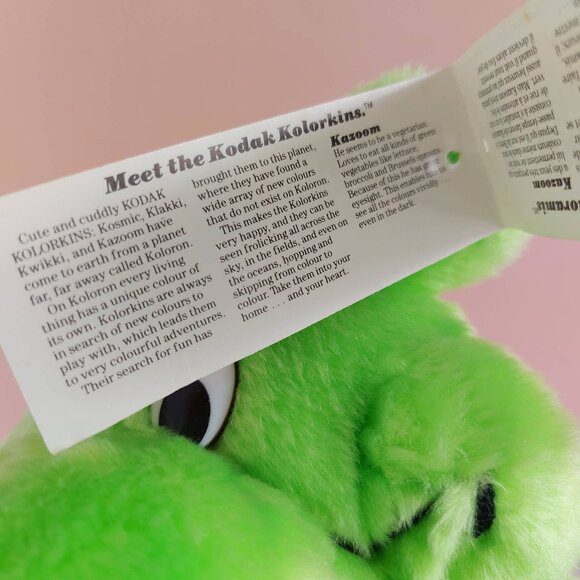 Meet the Kodak Kolorkins.™
Cute and cuddly KODAK
KOLORKINS: Kosmic, Klakki,
Kwikki, and Kazoom have
come to earth from a planet
far, far away called Koloron.
On Koloron every living
thing has a unique colour of
its own. Kolorkins are always
in search of new colours to
play with, which leads them
to very colourful adventures.
Their search for fun has
brought them to this planet,
where they have found a
wide array of new colours
that do not exist on Koloron.
This makes the Kolorkins
very happy, and they can be
seen frolicking all across the
sky, in the fields, and even on
the oceans, hopping and
skipping from colour to
colour. Take them into your
home . . . and your heart.
Kazoom
He seems to be a vegetarian.
Loves to eat all kinds of green
vegetables like lettuce,
broccoli and Brussels sprouts.
Because of this he has
eyesight. This enables him to
see all the colours vividly . . .
even in the dark.
Kazoom